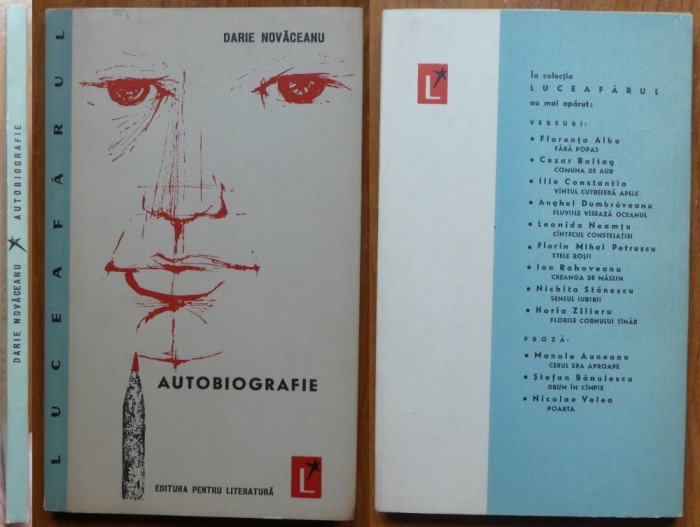 DARIE NOVĂCEANU ★ AUTOBIOGRAFIE
LUCEAFĂRUL
DARIE NOVĂCEANU
AUTOBIOGRAFIE
EDITURA PENTRU LITERATURĂ
L
L
În colecția
LUCEAFĂRUL
au mai apărut:
VERSURI:
• Florența Albu
FĂRĂ POPAS
• Cezar Baltag
COMUNA DE AUR
• Ilie Constantin
VÎNTUL CUTREIERĂ APELE
• Anghel Dumbrăveanu
FLUVIILE VISEAZĂ OCEANUL
• Leonida Neamțu
CÎNTECUL CONSTELAȚIEI
• Florin Mihai Petrescu
STELE ROȘII
• Ion Rahoveanu
CREANGA DE MĂSLIN
• Nichita Stănescu
SENSUL IUBIRII
• Horia Zilieru
FLORILE CORNULUI TÎNĂR
PROZĂ:
• Manole Auneanu
CERUL ERA APROAPE
• Ștefan Bănulescu
DRUM ÎN CÎMPIE
• Nicolae Velea
POARTA